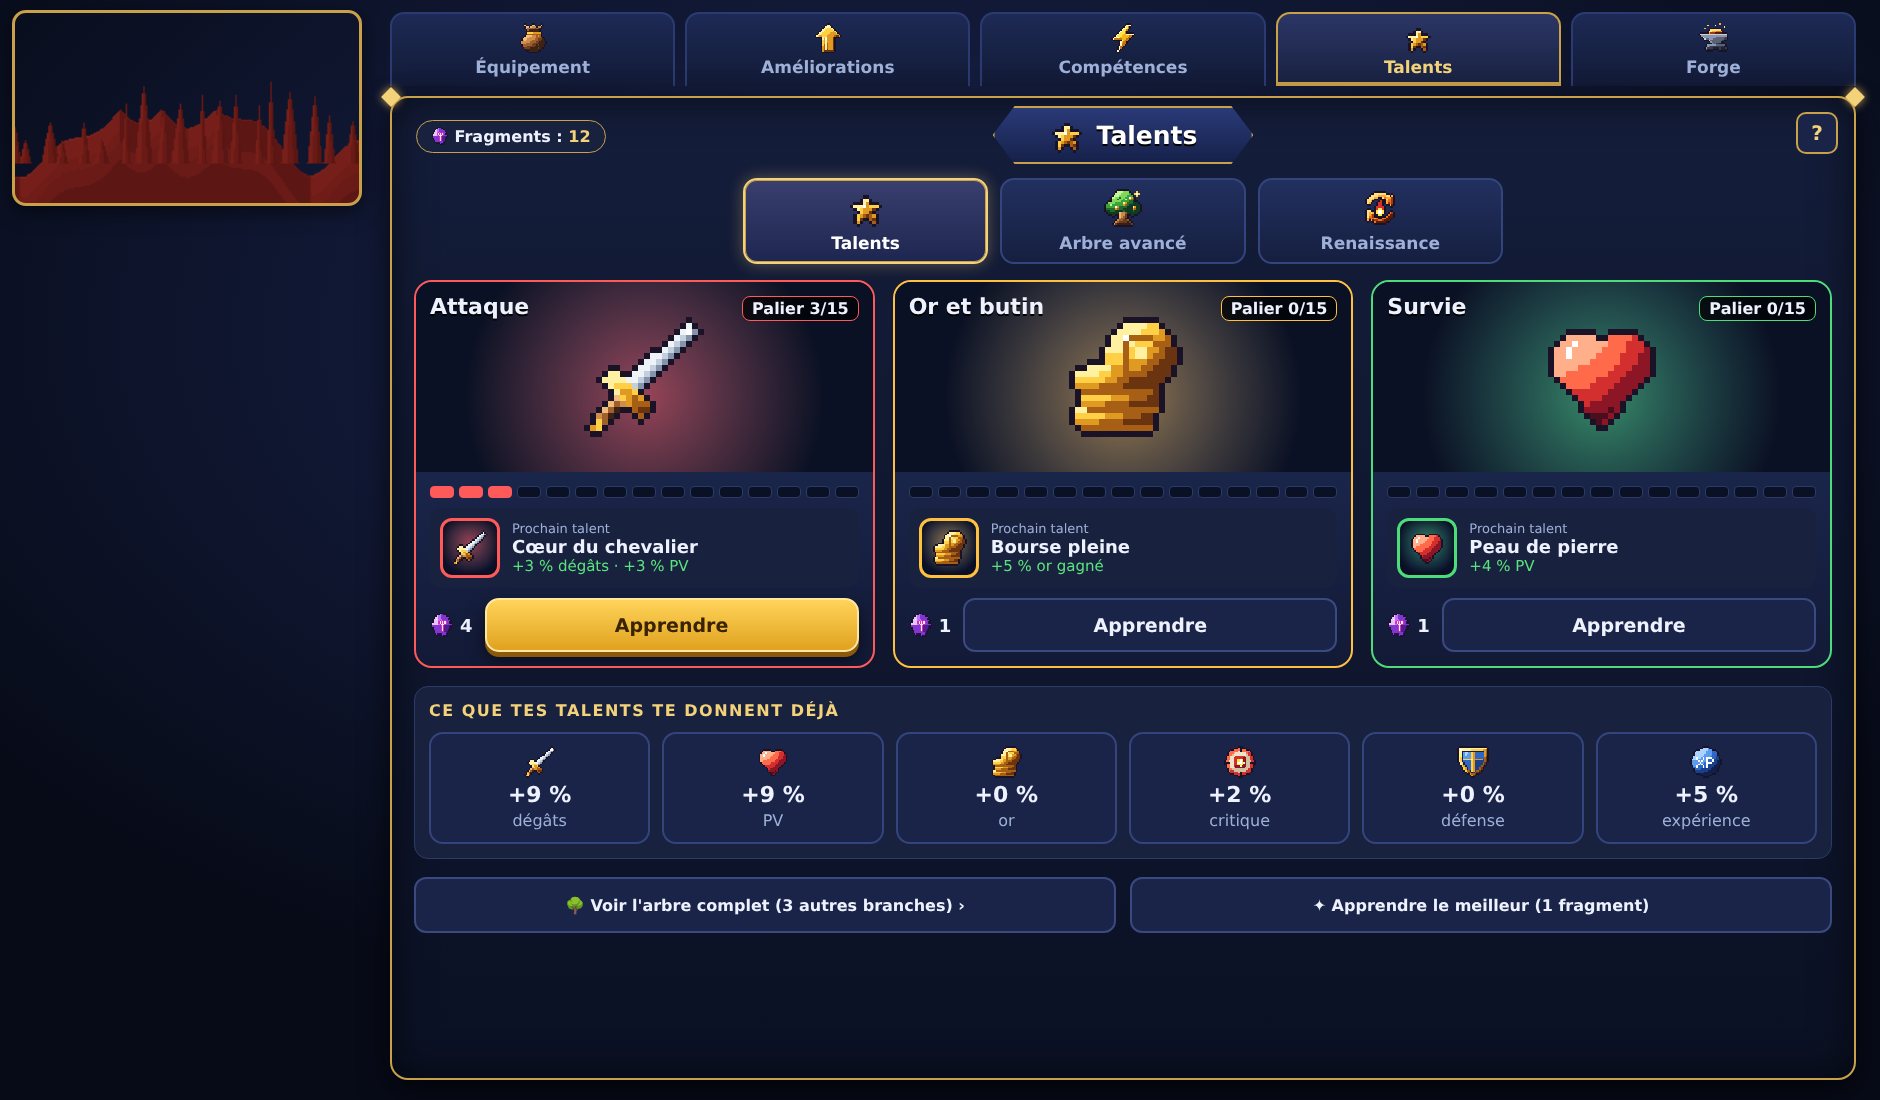 Équipement
Améliorations
Compétences
Talents
Forge
Fragments : 12
Talents
?
Talents
Arbre avancé
Renaissance
Attaque
Palier 3/15
Prochain talent
Cœur du chevalier
+3 % dégâts · +3 % PV
4
Apprendre
Or et butin
Palier 0/15
Prochain talent
Bourse pleine
+5 % or gagné
1
Apprendre
Survie
Palier 0/15
Prochain talent
Peau de pierre
+4 % PV
1
Apprendre
CE QUE TES TALENTS TE DONNENT DÉJÀ
+9 %
dégâts
+9 %
PV
+0 %
or
+2 %
critique
+0 %
défense
XP
+5 %
expérience
Voir l'arbre complet (3 autres branches) ›
✦ Apprendre le meilleur (1 fragment)